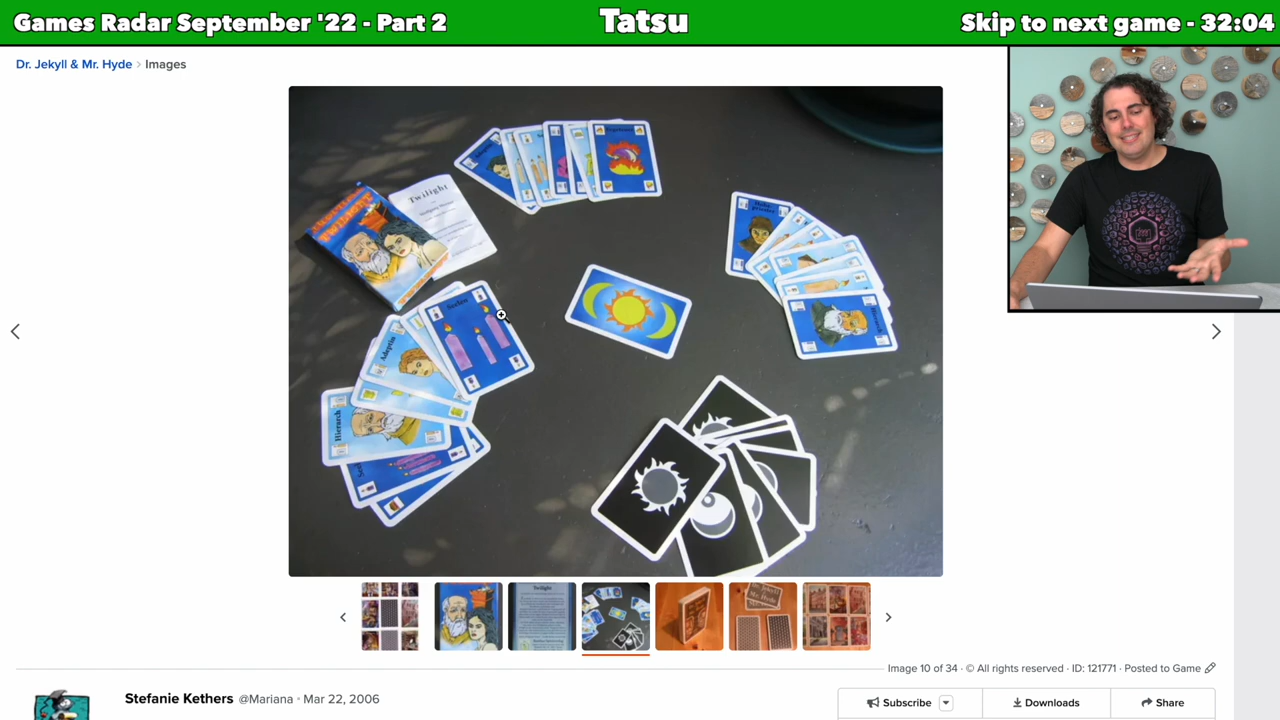 Games Radar September '22 - Part 2
Tatsu
Skip to next game - 32:04
Dr. Jekyll & Mr. Hyde > Images
Twilight
Seelen
Hierarch
Image 10 of 34 · © All rights reserved · ID: 121771 · Posted to Game
Stefanie Kethers @Mariana · Mar 22, 2006
Subscribe
Downloads
Share